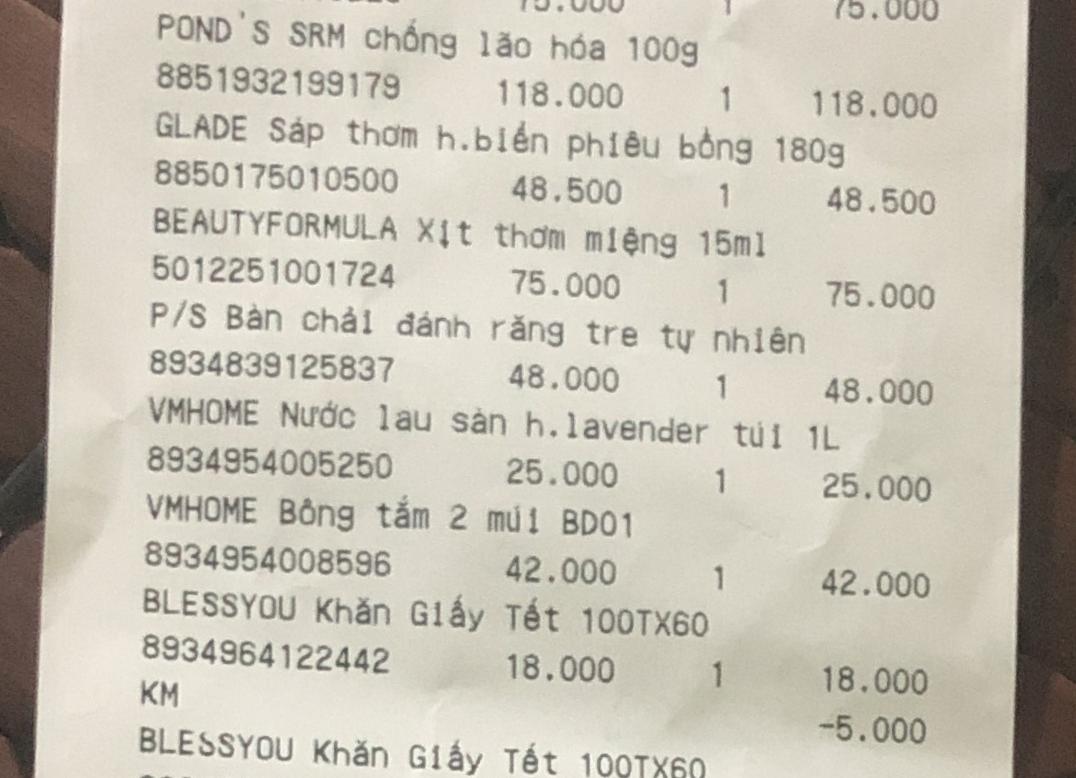 75.000 1 75.000
POND'S SRM chống lão hóa 100g
8851932199179 118.000 1 118.000
GLADE Sáp thơm h.biển phiêu bồng 180g
8850175010500 48.500 1 48.500
BEAUTYFORMULA Xịt thơm miệng 15ml
5012251001724 75.000 1 75.000
P/S Bàn chải đánh răng tre tự nhiên
8934839125837 48.000 1 48.000
VMHOME Nước lau sàn h.lavender túi 1L
8934954005250 25.000 1 25.000
VMHOME Bông tắm 2 múi BD01
8934954008596 42.000 1 42.000
BLESSYOU Khăn Giấy Tết 100TX60
8934964122442 18.000 1 18.000
KM -5.000
BLESSYOU Khăn Giấy Tết 100TX60